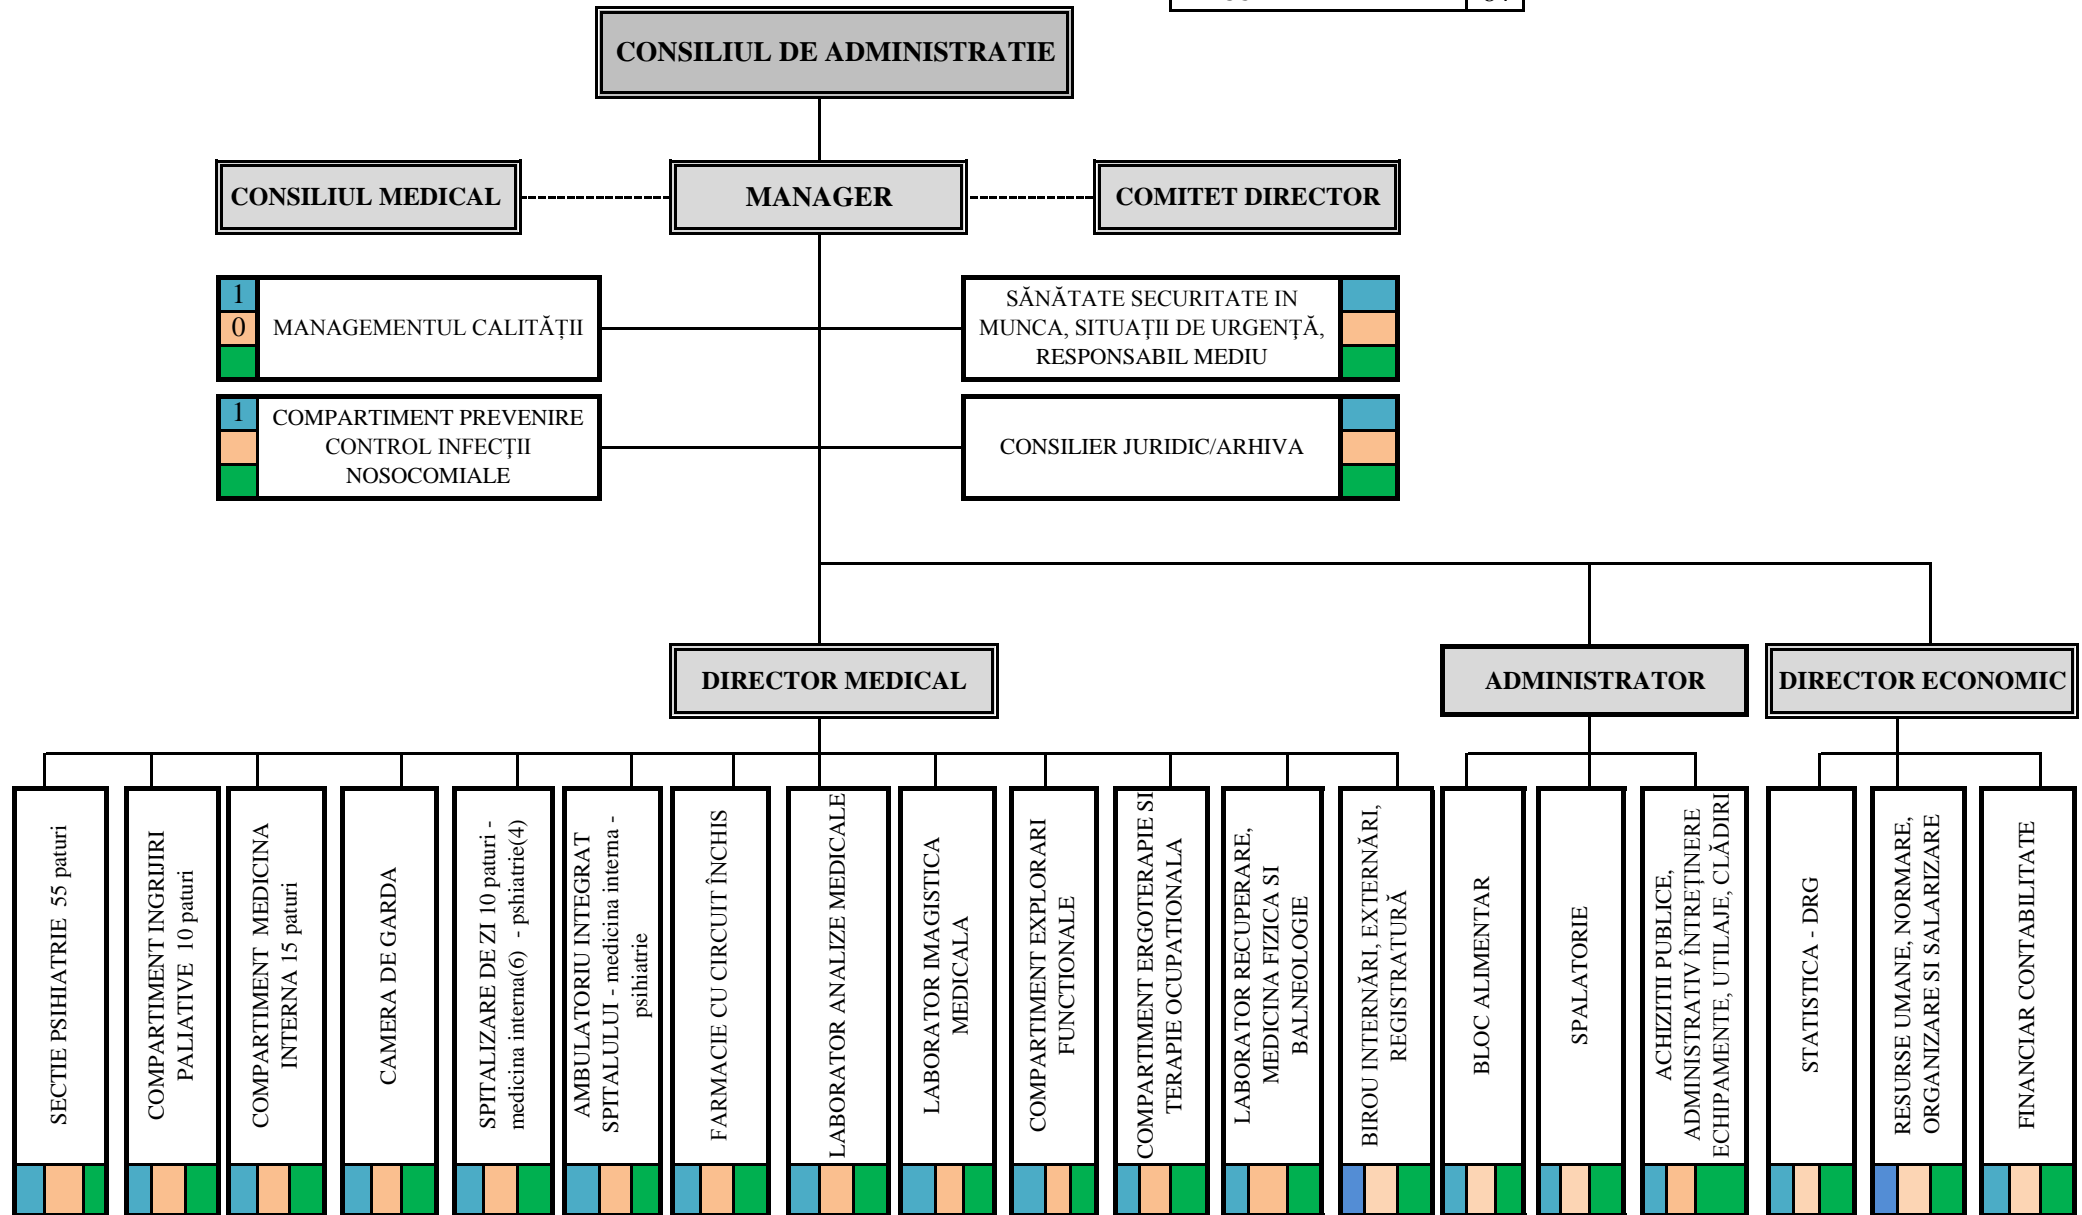 CONSILIUL DE ADMINISTRATIE
CONSILIUL MEDICAL
MANAGER
COMITET DIRECTOR
1
0
MANAGEMENTUL CALITĂŢII
SĂNĂTATE SECURITATE IN
MUNCA, SITUAŢII DE URGENŢĂ,
RESPONSABIL MEDIU
1
COMPARTIMENT PREVENIRE
CONTROL INFECŢII
NOSOCOMIALE
CONSILIER JURIDIC/ARHIVA
DIRECTOR MEDICAL
ADMINISTRATOR
DIRECTOR ECONOMIC
SECTIE PSIHIATRIE 55 paturi
COMPARTIMENT INGRIJIRI
PALIATIVE 10 paturi
COMPARTIMENT MEDICINA
INTERNA 15 paturi
CAMERA DE GARDA
SPITALIZARE DE ZI 10 paturi -
medicina interna(6) - pshiatrie(4)
AMBULATORIU INTEGRAT
SPITALULUI - medicina interna -
psihiatrie
FARMACIE CU CIRCUIT ÎNCHIS
LABORATOR ANALIZE MEDICALE
LABORATOR IMAGISTICA
MEDICALA
COMPARTIMENT EXPLORARI
FUNCTIONALE
COMPARTIMENT ERGOTERAPIE SI
TERAPIE OCUPATIONALA
LABORATOR RECUPERARE,
MEDICINA FIZICA SI
BALNEOLOGIE
BIROU INTERNĂRI, EXTERNĂRI,
REGISTRATURĂ
BLOC ALIMENTAR
SPALATORIE
ACHIZITII PUBLICE,
ADMINISTRATIV ÎNTREŢINERE
ECHIPAMENTE, UTILAJE, CLĂDIRI
STATISTICA - DRG
RESURSE UMANE, NORMARE,
ORGANIZARE SI SALARIZARE
FINANCIAR CONTABILITATE